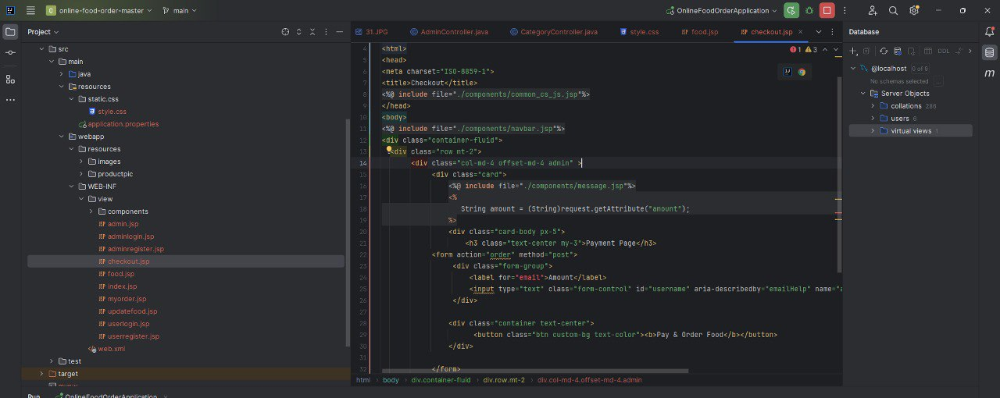 online-food-order-master
main
OnlineFoodOrderApplication
Project
src
main
java
resources
static.css
style.css
application.properties
webapp
resources
images
productpic
WEB-INF
view
components
admin.jsp
adminlogin.jsp
adminregister.jsp
checkout.jsp
food.jsp
index.jsp
myorder.jsp
updatefood.jsp
userlogin.jsp
userregister.jsp
web.xml
test
target
31.JPG
AdminController.java
CategoryController.java
style.css
food.jsp
checkout.jsp
1
3
4 <html>
5 <head>
6 <meta charset="ISO-8859-1">
7 <title>Checkout</title>
8 <%@ include file="./components/common_cs_js.jsp"%>
9 </head>
10 <body>
11 <%@ include file="./components/navbar.jsp"%>
12 <div class="container-fluid">
13 <div class="row mt-2">
14 <div class="col-md-4 offset-md-4 admin" >
15 <div class="card">
16 <%@ include file="./components/message.jsp"%>
17 <%
18 String amount = (String)request.getAttribute("amount");
19 %>
20 <div class="card-body px-5">
21 <h3 class="text-center my-3">Payment Page</h3>
22 <form action="order" method="post">
23 <div class="form-group">
24 <label for="email">Amount</label>
25 <input type="text" class="form-control" id="username" aria-describedby="emailHelp" name="a
26 </div>
27
28 <div class="container text-center">
29 <button class="btn custom-bg text-color"><b>Pay & Order Food</b></button>
30 </div>
31
32 </form>
html
body
div.container-fluid
div.row.mt-2
div.col-md-4.offset-md-4.admin
Database
DDL
@localhost 0 of 9
No schemas selected ...
Server Objects
collations 286
users 6
virtual views 1
m
Run
OnlineFoodOrderApplication